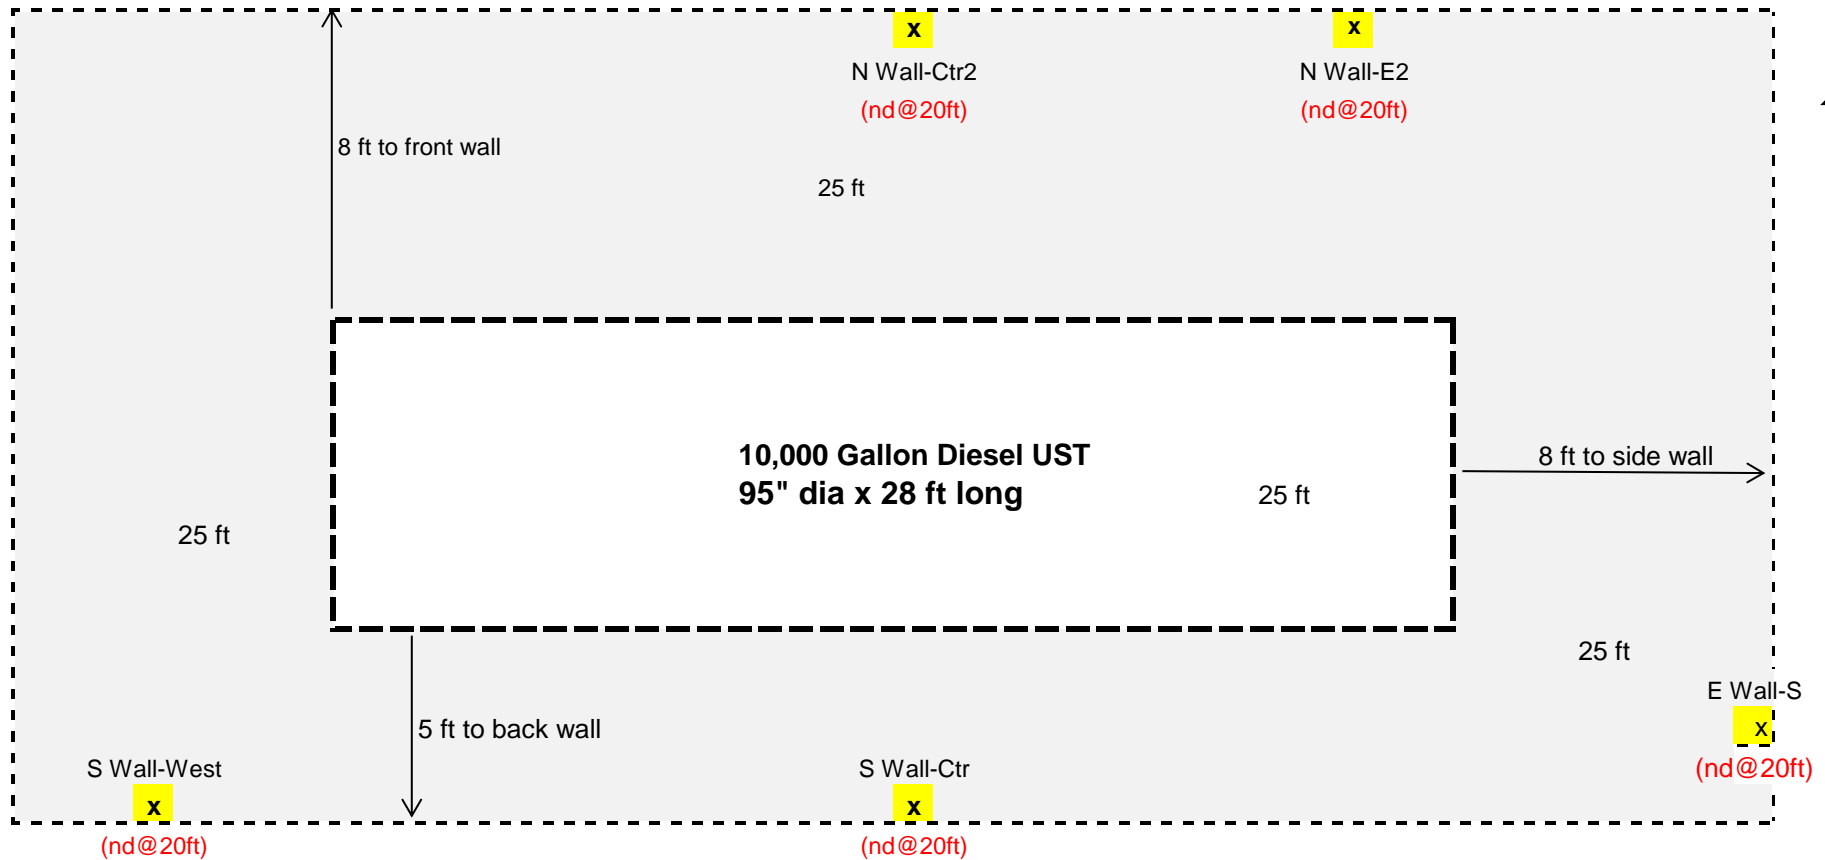 x
x
N Wall-Ctr2
N Wall-E2
(nd@20ft)
(nd@20ft)
8 ft to front wall
25 ft
10,000 Gallon Diesel UST
95" dia x 28 ft long
8 ft to side wall
25 ft
25 ft
25 ft
E Wall-S
x
(nd@20ft)
5 ft to back wall
S Wall-West
S Wall-Ctr
x
x
(nd@20ft)
(nd@20ft)